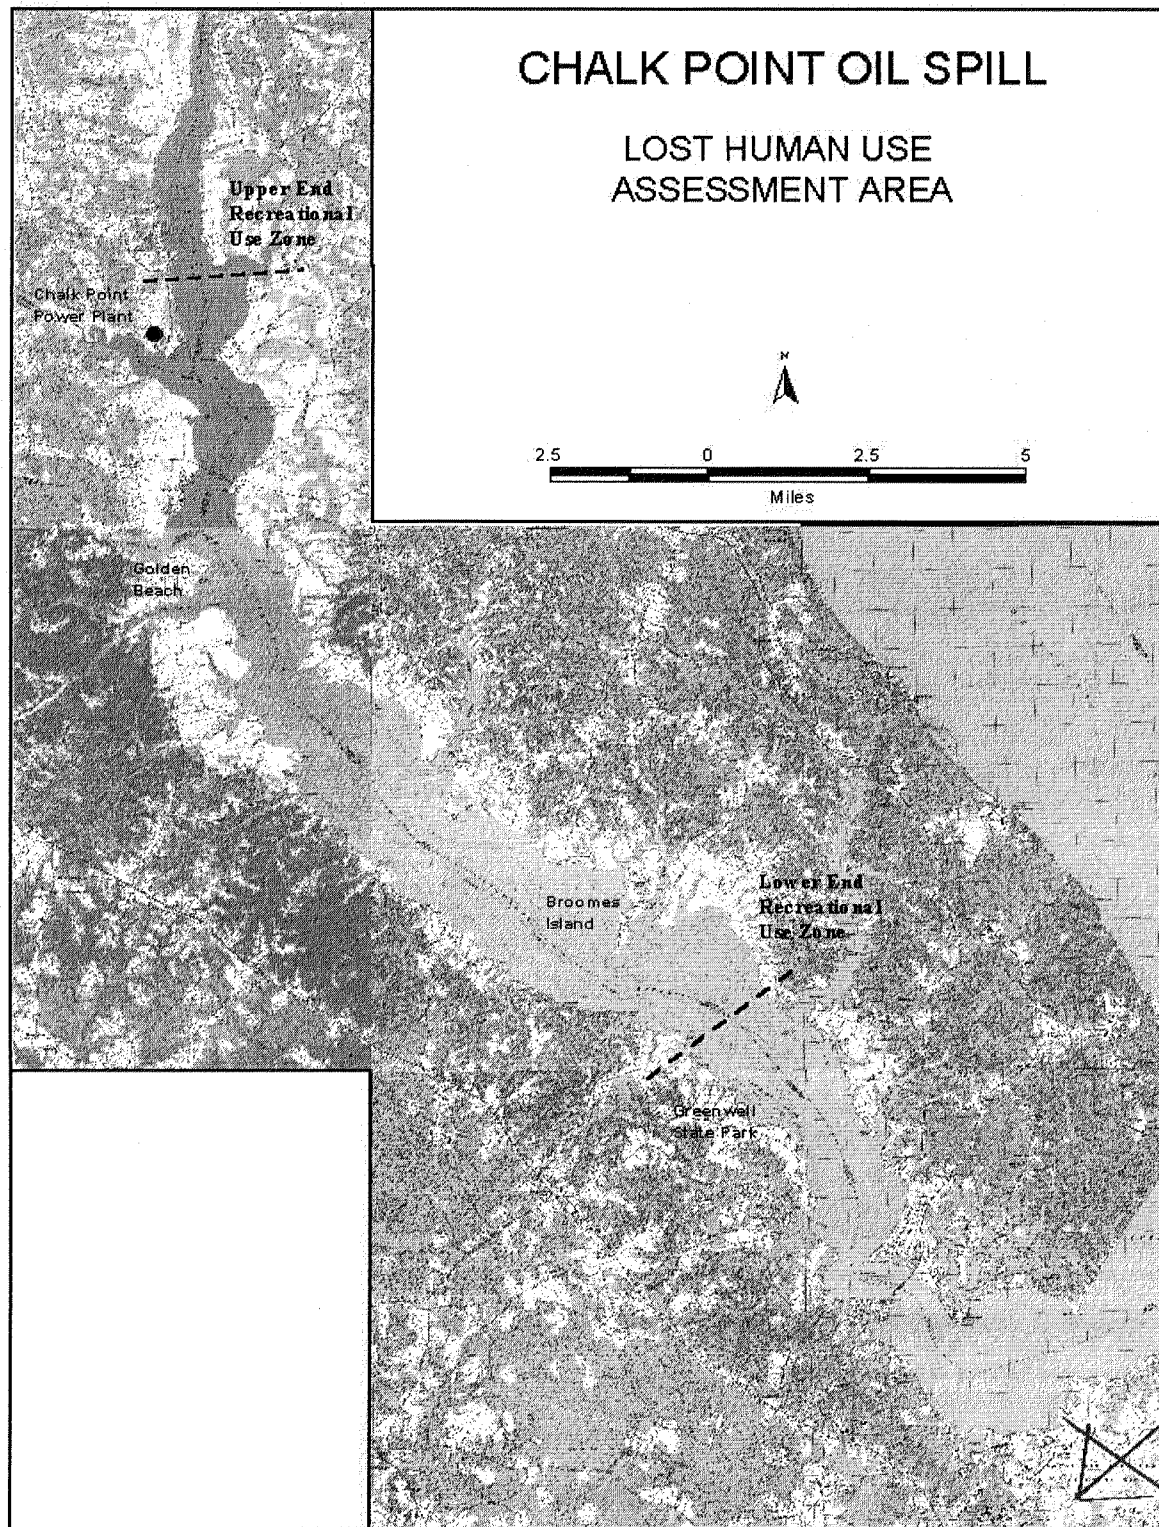 CHALK POINT OIL SPILL
LOST HUMAN USE
ASSESSMENT AREA
Upper End
Recreational
Use Zone
Chalk Point
Power Plant
N
2.5 0 2.5 5
Miles
Golden
Beach
Broomes
Island
Lower End
Recreational
Use Zone
Greenwell
State Park